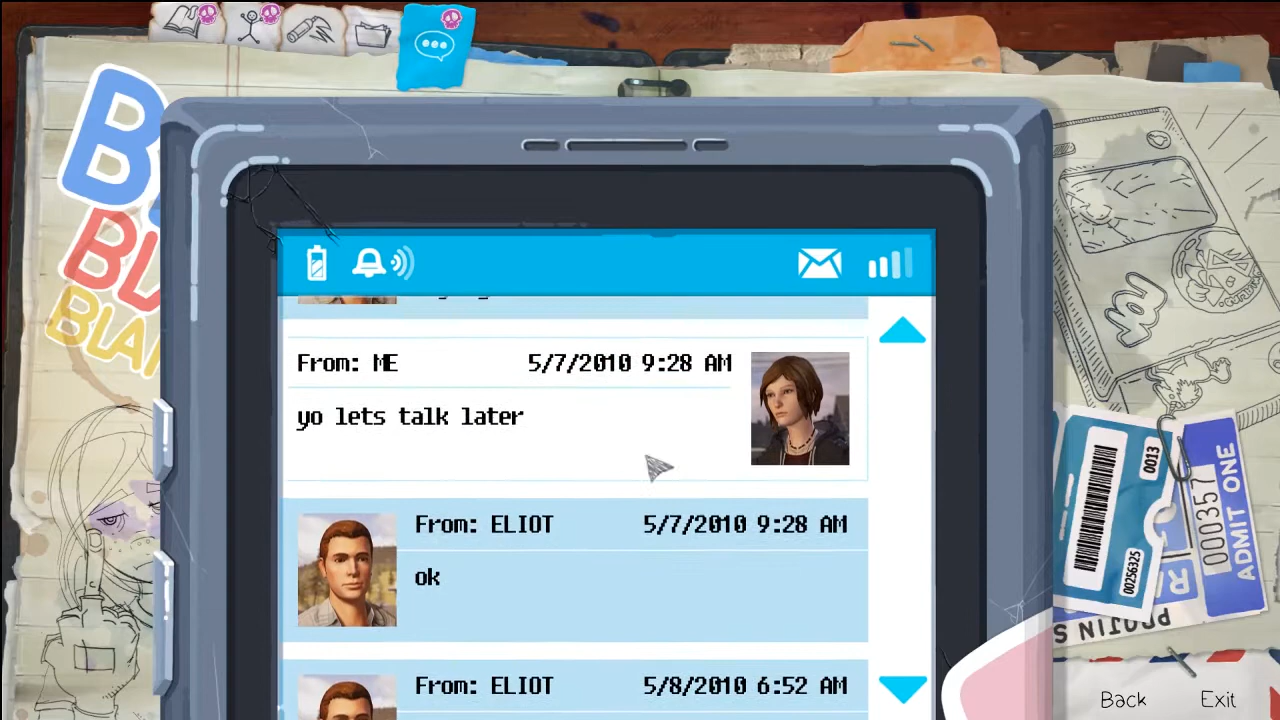 From: ME 5/7/2010 9:28 AM
yo lets talk later
From: ELIOT 5/7/2010 9:28 AM
ok
From: ELIOT 5/8/2010 6:52 AM
0013
00256325
000357
ADMIT ONE
Back Exit